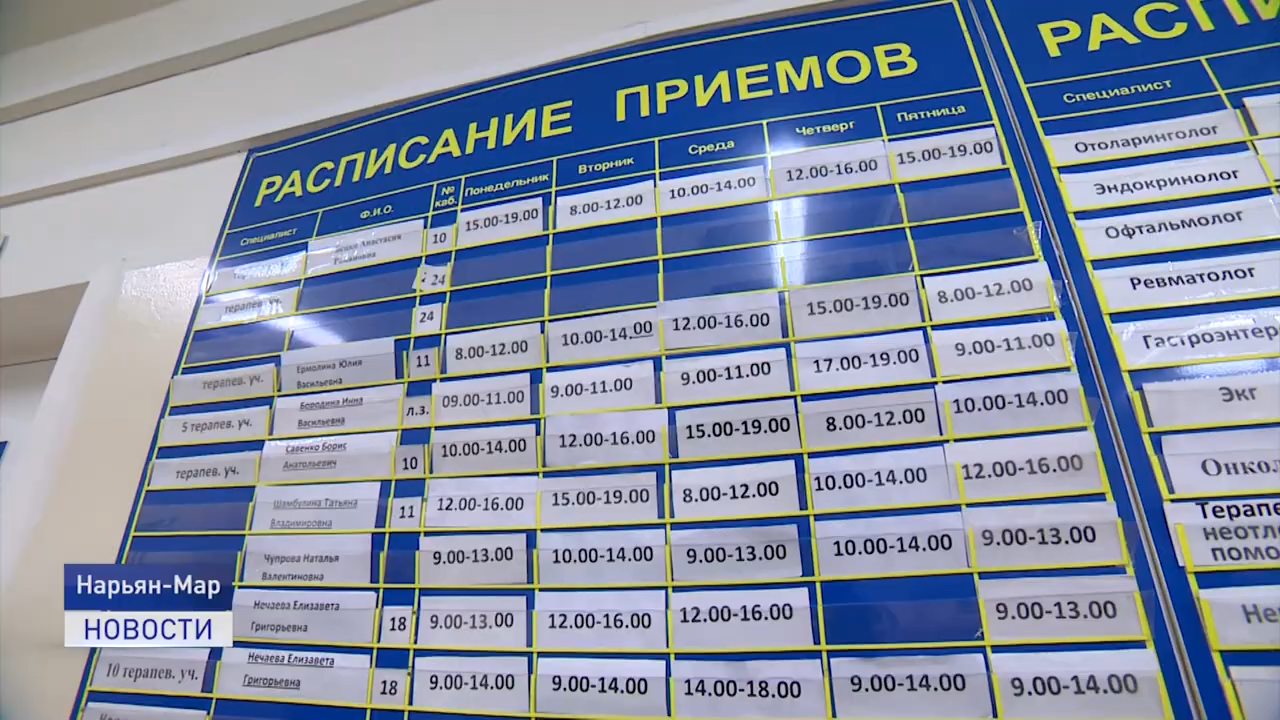 РАСПИСАНИЕ ПРИЕМОВ
Специалист Ф.И.О. № каб. Понедельник Вторник Среда Четверг Пятница
Анастасия 10 15.00-19.00 8.00-12.00 10.00-14.00 12.00-16.00 15.00-19.00
терапев. уч. 24
24
терапев. уч. Ермолина Юлия Васильевна 11 8.00-12.00 10.00-14.00 12.00-16.00 15.00-19.00 8.00-12.00
5 терапев. уч. Бородина Инна Васильевна л.з. 09.00-11.00 9.00-11.00 9.00-11.00 17.00-19.00 9.00-11.00
терапев. уч. Савенко Борис Анатольевич 10 10.00-14.00 12.00-16.00 15.00-19.00 8.00-12.00 10.00-14.00
Шамбулина Татьяна Владимировна 11 12.00-16.00 15.00-19.00 8.00-12.00 10.00-14.00 12.00-16.00
Чупрова Наталья Валентиновна 9.00-13.00 10.00-14.00 9.00-13.00 10.00-14.00 9.00-13.00
Нечаева Елизавета Григорьевна 18 9.00-13.00 12.00-16.00 12.00-16.00 9.00-13.00
10 терапев. уч. Нечаева Елизавета Григорьевна 18 9.00-14.00 9.00-14.00 14.00-18.00 9.00-14.00 9.00-14.00
Специалист
Отоларинголог
Эндокринолог
Офтальмолог
Ревматолог
Экг
Нарьян-Мар
НОВОСТИ